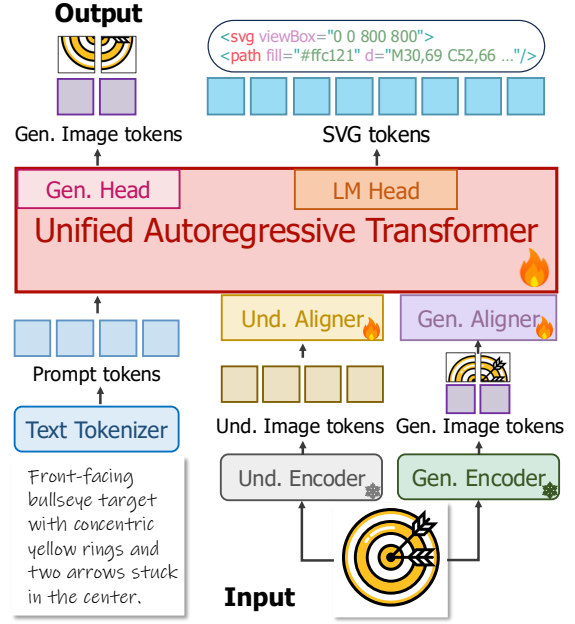 Output
<svg viewBox="0 0 800 800">
<path fill="#ffc121" d="M30,69 C52,66 …"/>
Gen. Image tokens
SVG tokens
Gen. Head
LM Head
Unified Autoregressive Transformer
Und. Aligner
Gen. Aligner
Prompt tokens
Text Tokenizer
Und. Image tokens
Gen. Image tokens
Und. Encoder
Gen. Encoder
Front-facing
bullseye target
with concentric
yellow rings and
two arrows stuck
in the center.
Input